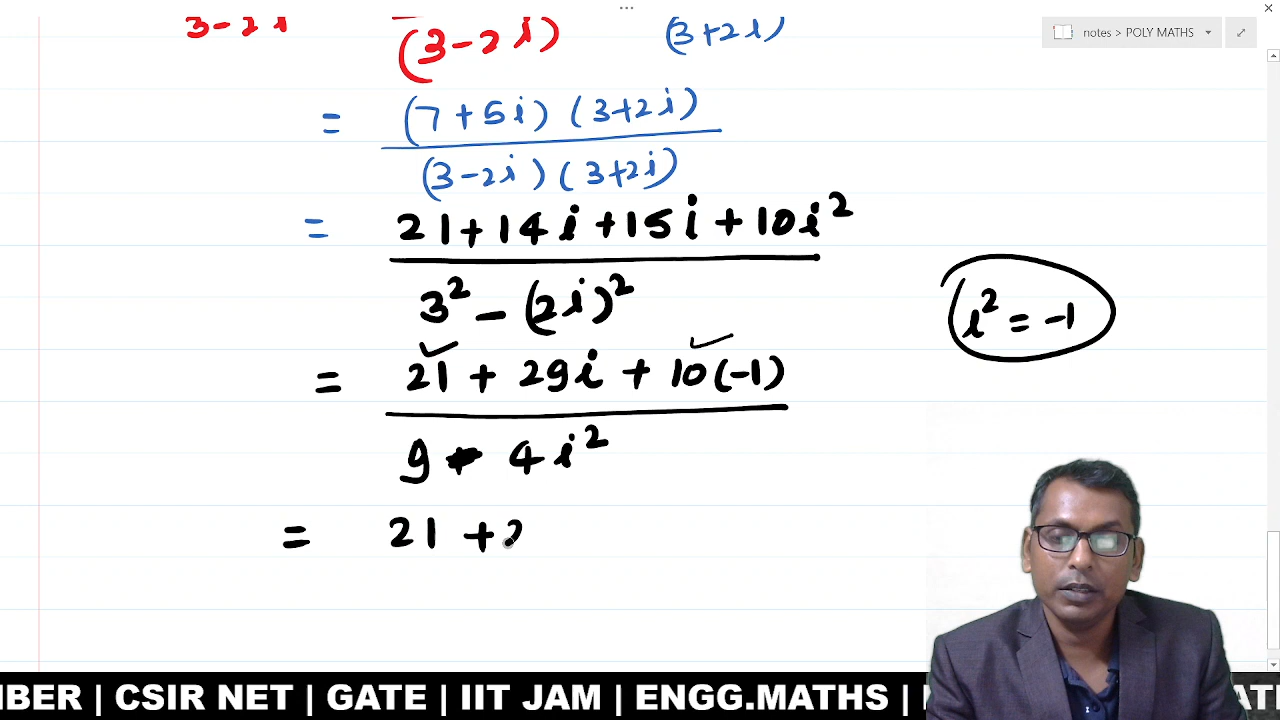 3-2i (3-2i) (3+2i)
notes > POLY MATHS
= (7+5i) (3+2i)
(3-2i) (3+2i)
= 21+14i+15i+10i²
3² - (2i)²
i² = -1
= 21 + 29i + 10(-1)
9 - 4i²
= 21 +2
MBER | CSIR NET | GATE | IIT JAM | ENGG.MATHS |